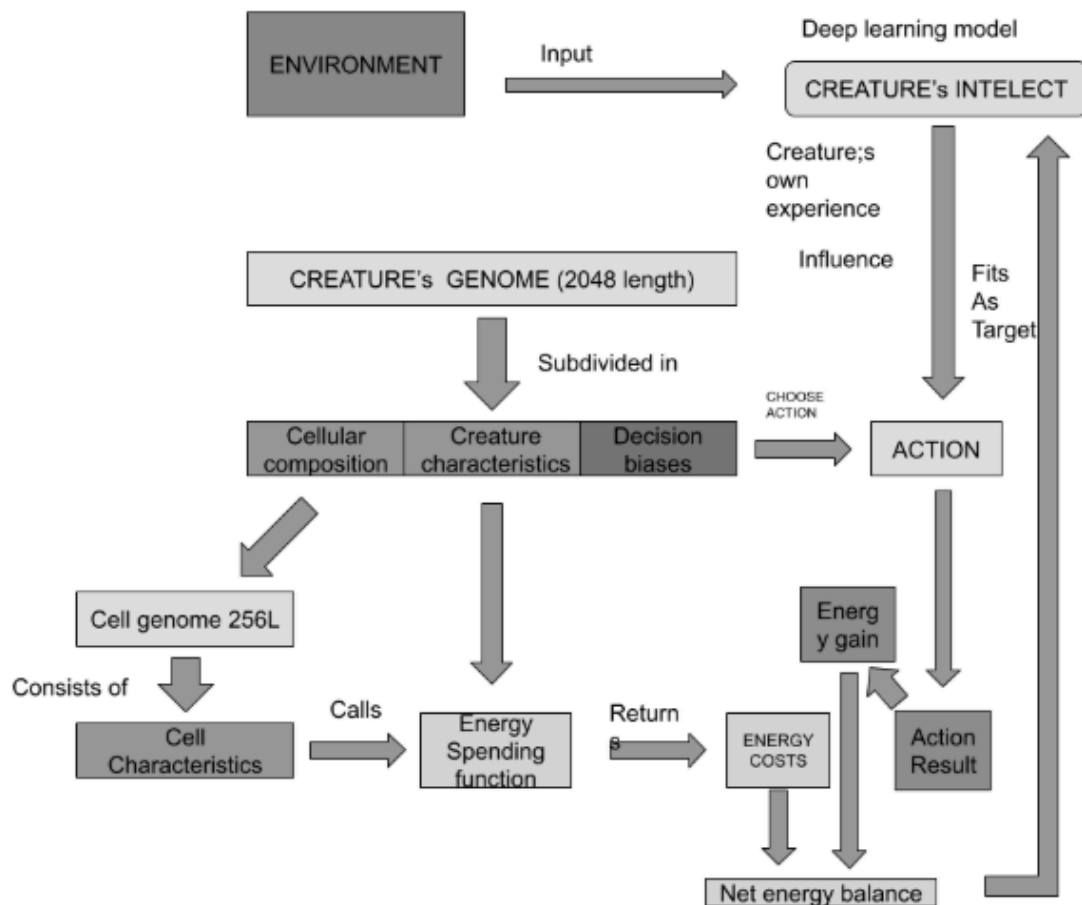 Deep learning model
ENVIRONMENT
Input
CREATURE's INTELECT
Creature;s
own
experience
Influence
Fits
As
Target
CREATURE's GENOME (2048 length)
Subdivided in
Cellular
composition
Creature
characteristics
Decision
biases
CHOOSE
ACTION
ACTION
Cell genome 256L
Energ
y gain
Consists of
Cell
Characteristics
Calls
Energy
Spending
function
Return
s
ENERGY
COSTS
Action
Result
Net energy balance